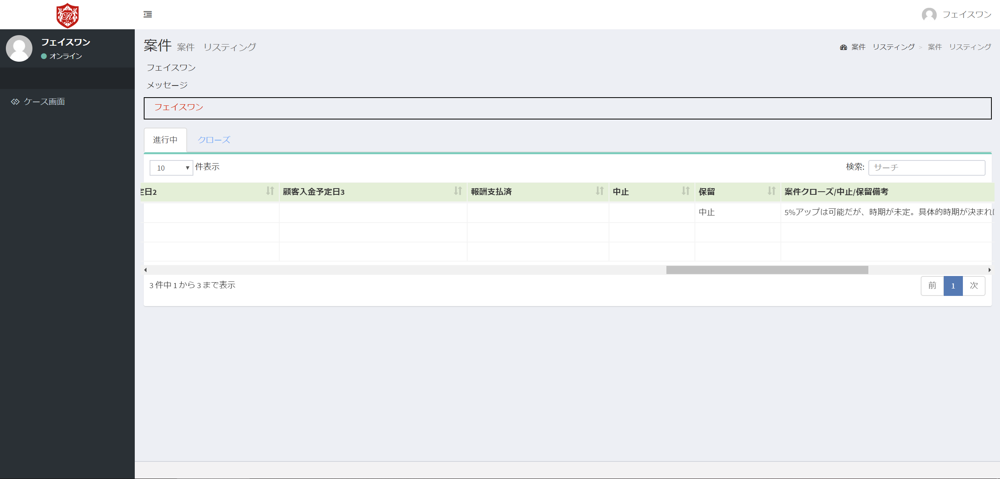 フェイスワン
フェイスワン
オンライン
ケース画面
案件 案件　リスティング
案件　リスティング > 案件　リスティング
フェイスワン
メッセージ
フェイスワン
進行中 クローズ
10 件表示 検索: サーチ
定日2 顧客入金予定日3 報酬支払済 中止 保留 案件クローズ/中止/保留備考
中止 5%アップは可能だが、時期が未定。具体的時期が決まれ
3 件中 1 から 3 まで表示 前 1 次